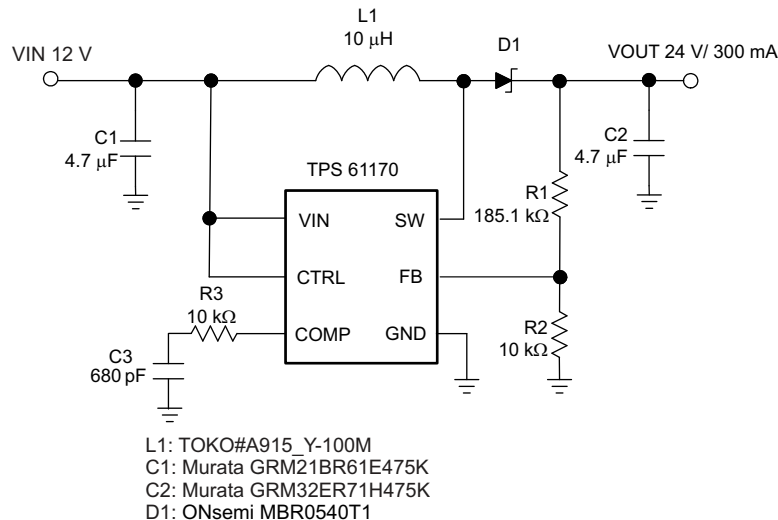 L1
10 μH
D1
VIN 12 V
VOUT 24 V/ 300 mA
C1
4.7 μF
C2
4.7 μF
TPS 61170
R1
185.1 kΩ
VIN
SW
CTRL
FB
R3
10 kΩ
COMP
GND
R2
10 kΩ
C3
680 pF
L1: TOKO#A915_Y-100M
C1: Murata GRM21BR61E475K
C2: Murata GRM32ER71H475K
D1: ONsemi MBR0540T1